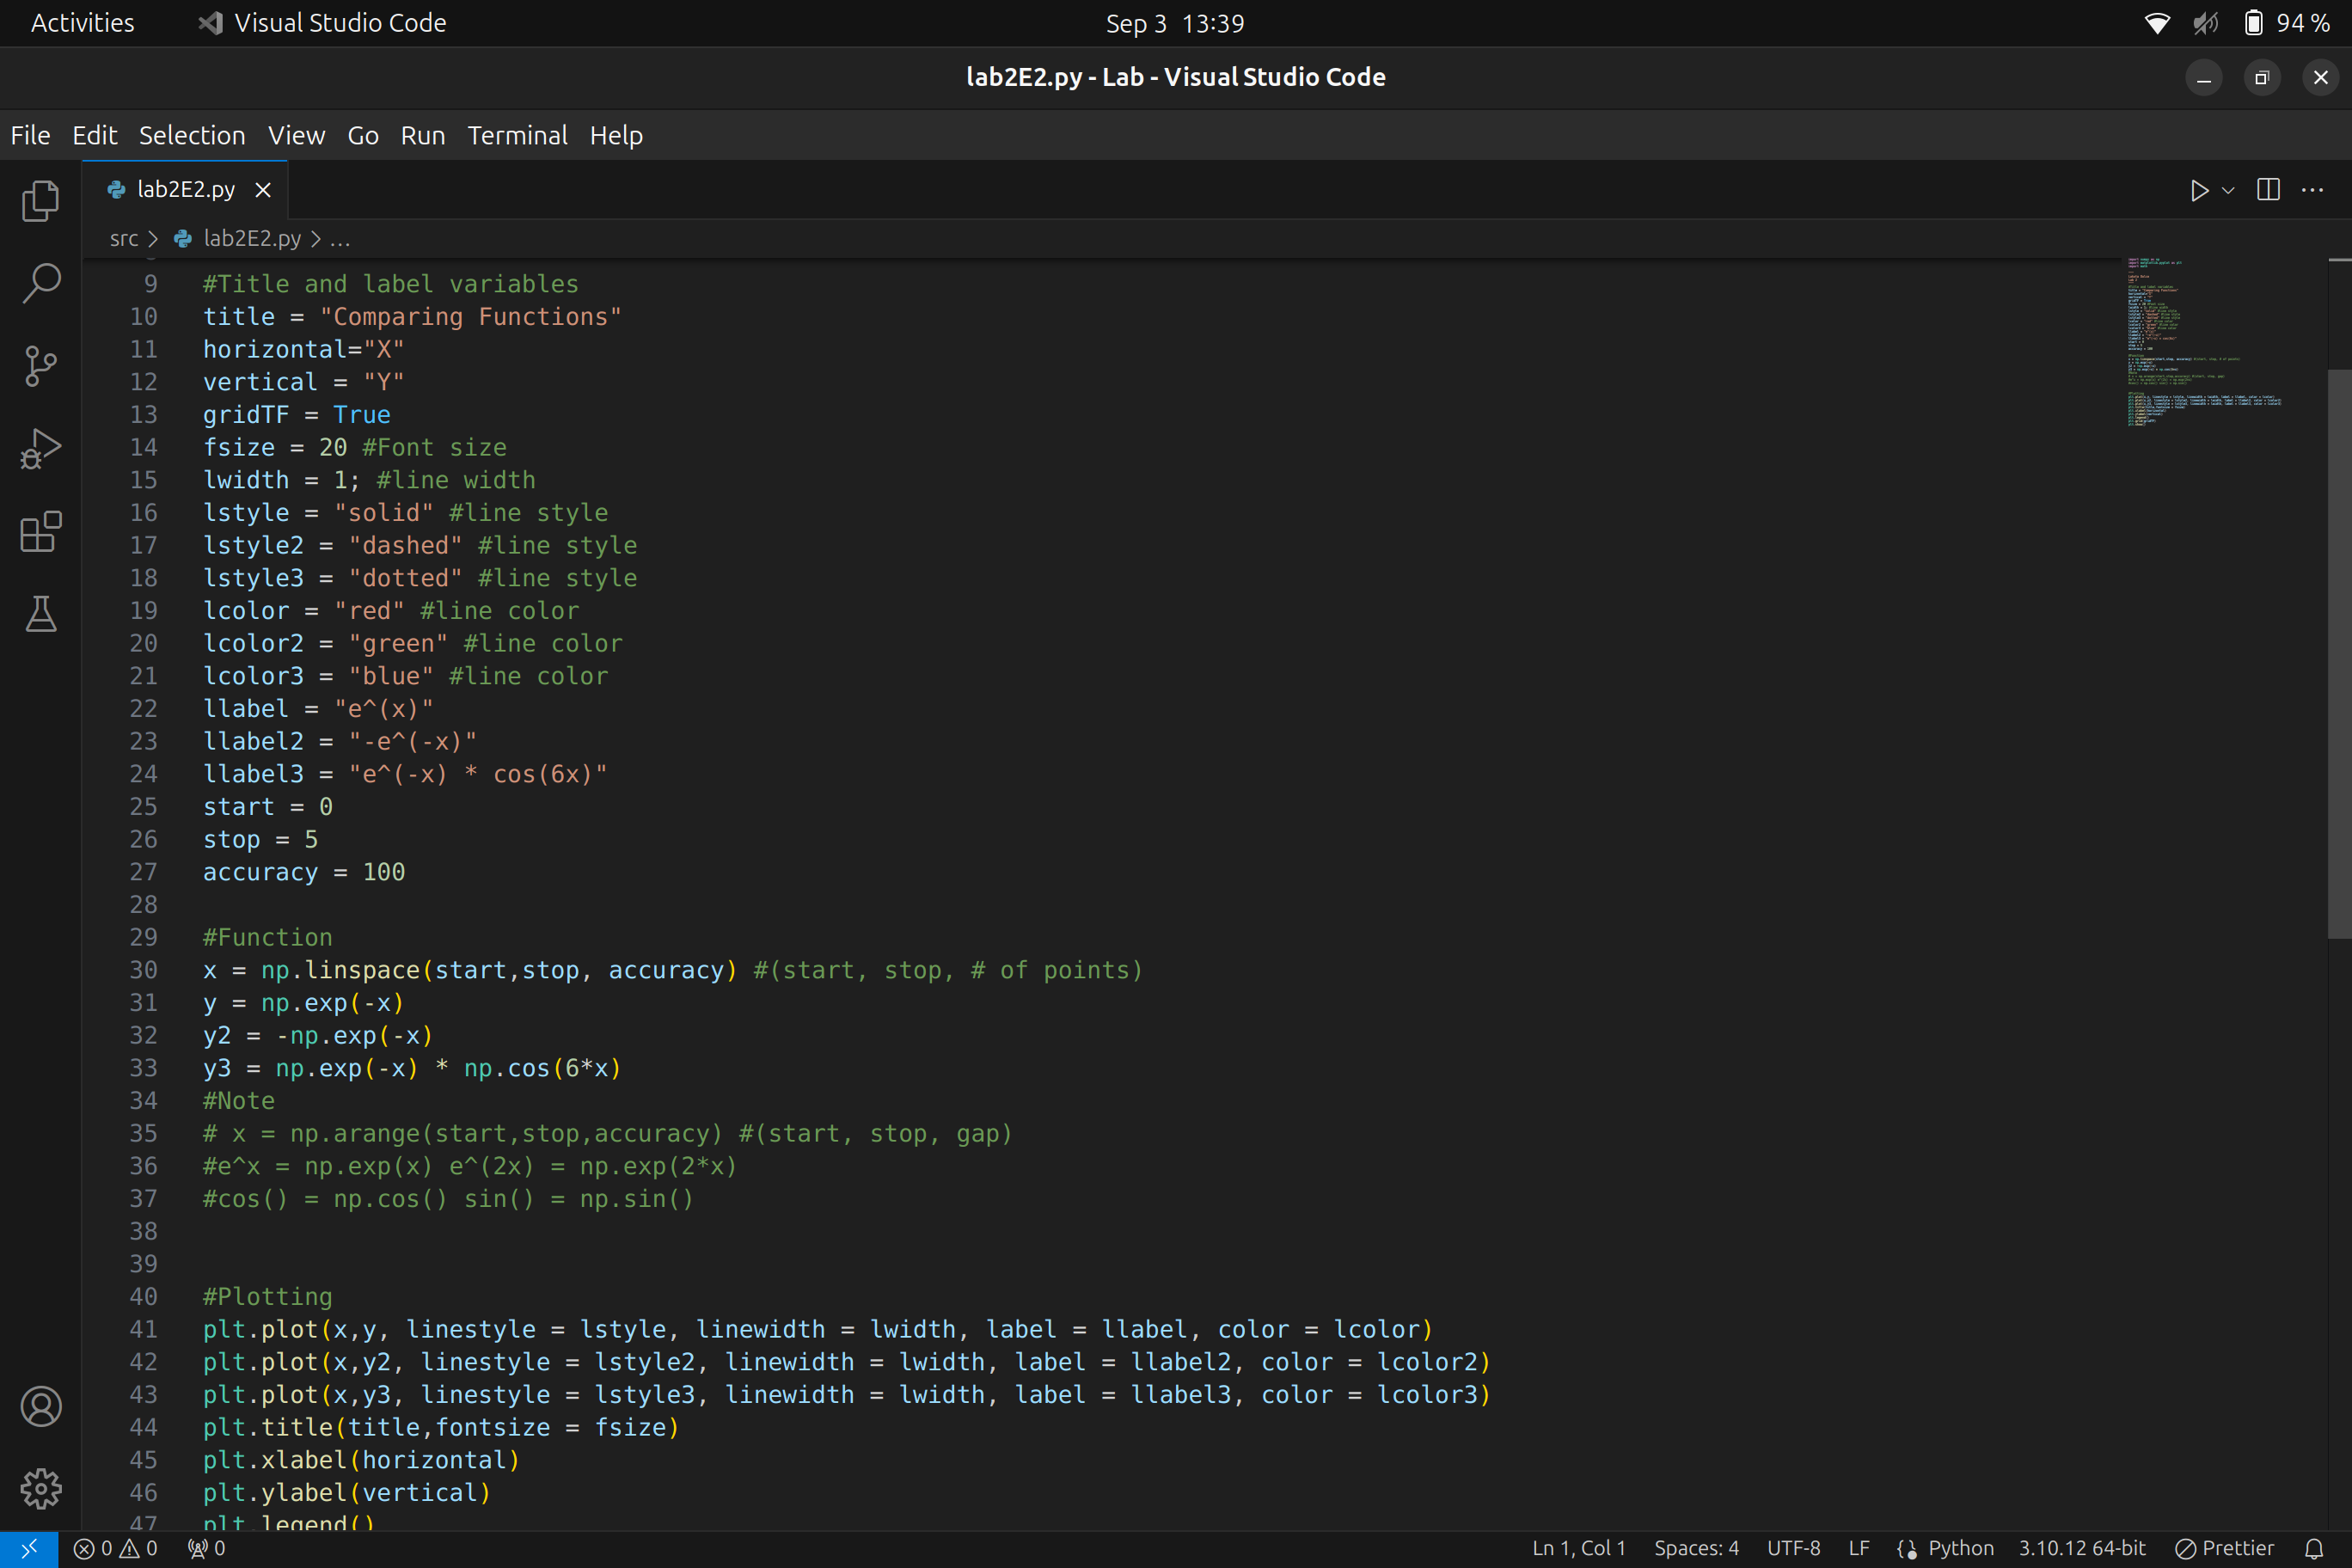 Activities Visual Studio Code Sep 3 13:39 94 %
lab2E2.py - Lab - Visual Studio Code
File Edit Selection View Go Run Terminal Help
lab2E2.py
src > lab2E2.py > ...
9 #Title and label variables
10 title = "Comparing Functions"
11 horizontal="X"
12 vertical = "Y"
13 gridTF = True
14 fsize = 20 #Font size
15 lwidth = 1; #line width
16 lstyle = "solid" #line style
17 lstyle2 = "dashed" #line style
18 lstyle3 = "dotted" #line style
19 lcolor = "red" #line color
20 lcolor2 = "green" #line color
21 lcolor3 = "blue" #line color
22 llabel = "e^(x)"
23 llabel2 = "-e^(-x)"
24 llabel3 = "e^(-x) * cos(6x)"
25 start = 0
26 stop = 5
27 accuracy = 100
28
29 #Function
30 x = np.linspace(start,stop, accuracy) #(start, stop, # of points)
31 y = np.exp(-x)
32 y2 = -np.exp(-x)
33 y3 = np.exp(-x) * np.cos(6*x)
34 #Note
35 # x = np.arange(start,stop,accuracy) #(start, stop, gap)
36 #e^x = np.exp(x) e^(2x) = np.exp(2*x)
37 #cos() = np.cos() sin() = np.sin()
38
39
40 #Plotting
41 plt.plot(x,y, linestyle = lstyle, linewidth = lwidth, label = llabel, color = lcolor)
42 plt.plot(x,y2, linestyle = lstyle2, linewidth = lwidth, label = llabel2, color = lcolor2)
43 plt.plot(x,y3, linestyle = lstyle3, linewidth = lwidth, label = llabel3, color = lcolor3)
44 plt.title(title,fontsize = fsize)
45 plt.xlabel(horizontal)
46 plt.ylabel(vertical)
47 plt.legend()
0 0 0 Ln 1, Col 1 Spaces: 4 UTF-8 LF Python 3.10.12 64-bit Prettier